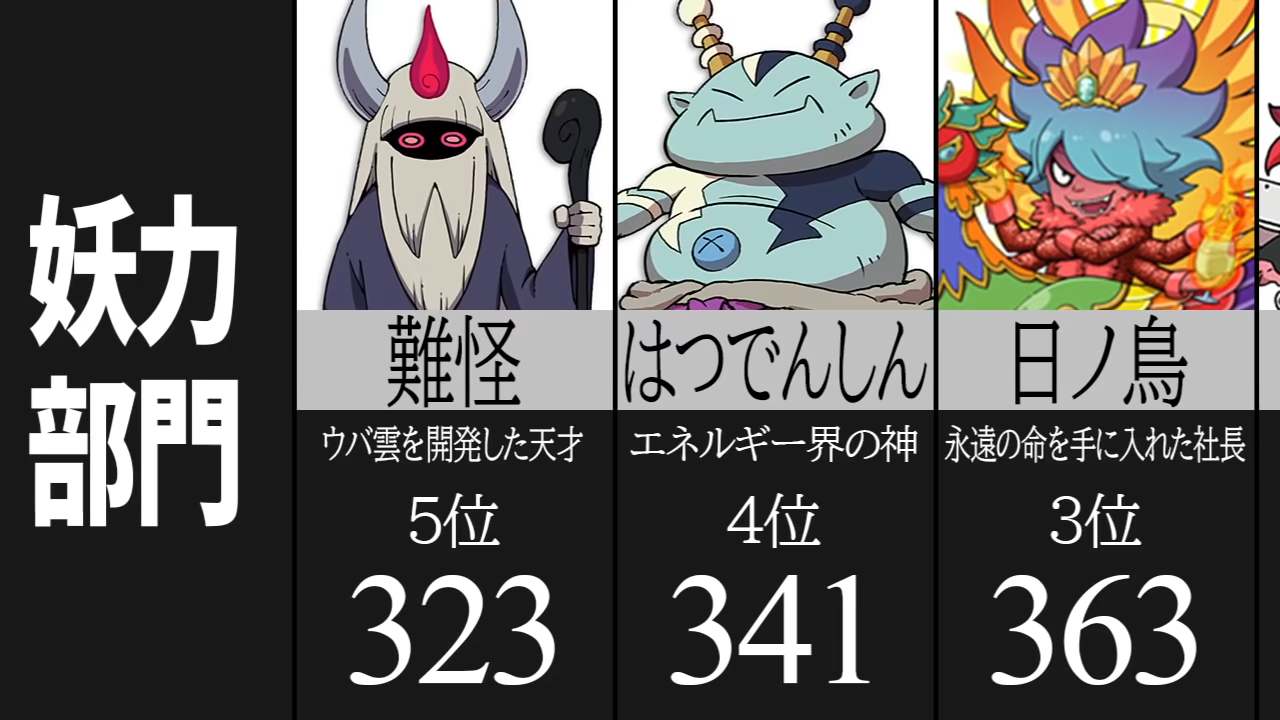 妖力
部門
難怪
ウバ雲を開発した天才
5位
323
はつでんしん
エネルギー界の神
4位
341
日ノ鳥
永遠の命を手に入れた社長
3位
363